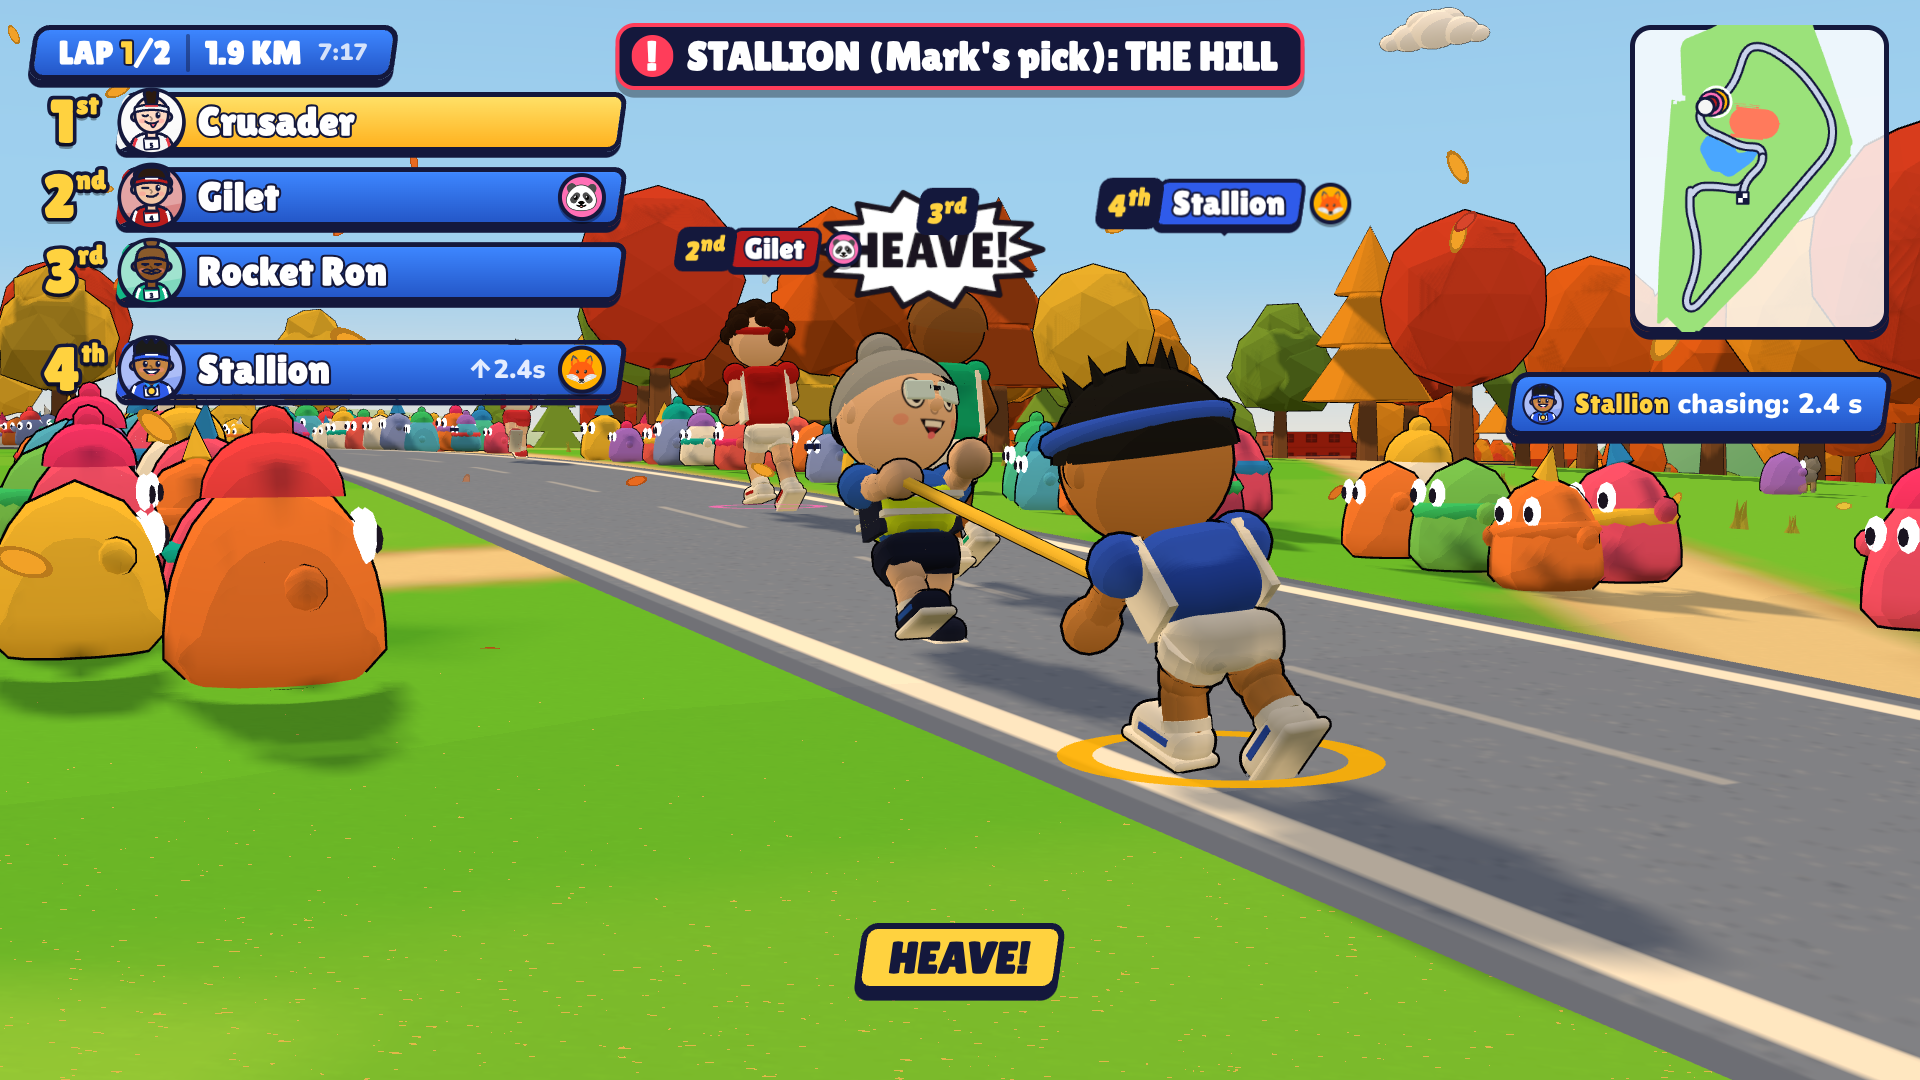 LAP 1/2 1.9 KM 7:17
STALLION (Mark's pick): THE HILL
1st Crusader
2nd Gilet
3rd Rocket Ron
4th Stallion ↑2.4s
2nd Gilet
3rd
HEAVE!
4th Stallion
Stallion chasing: 2.4 s
HEAVE!